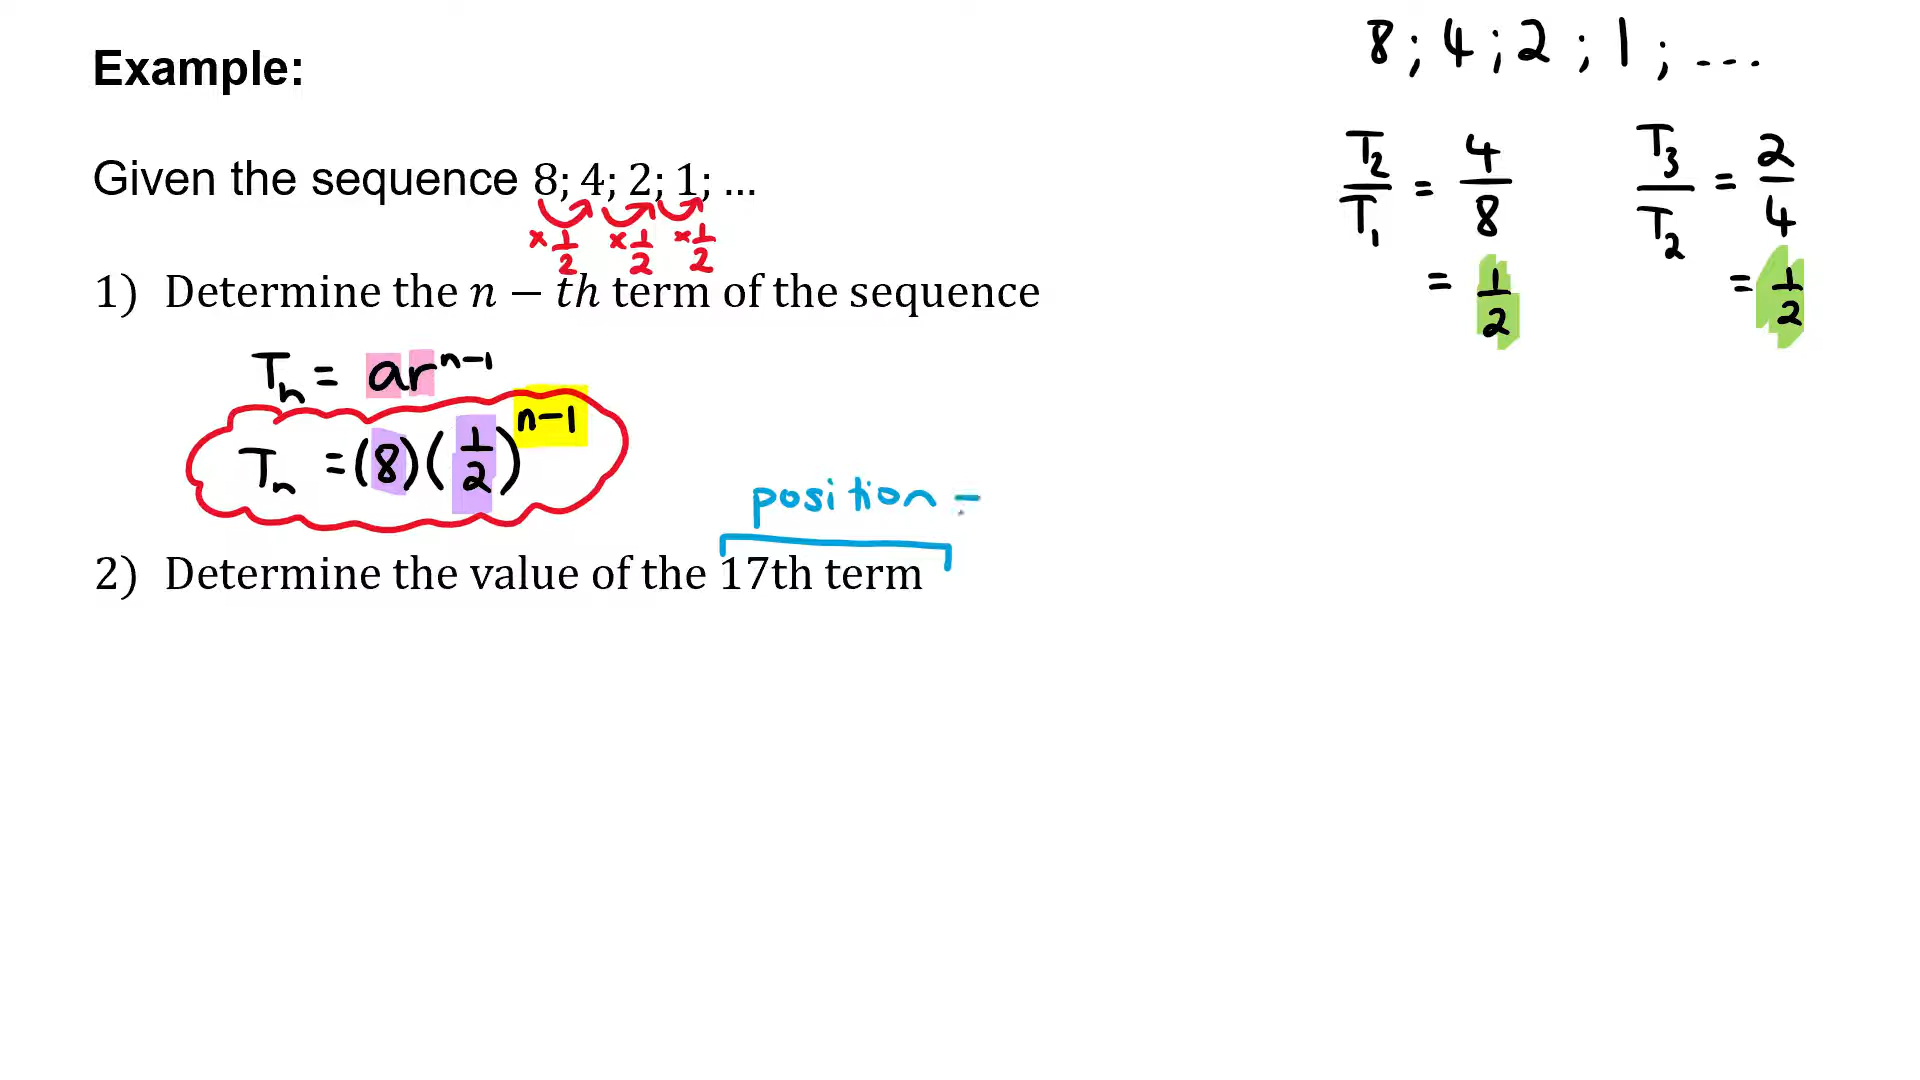 Example:
Given the sequence 8; 4; 2; 1; ...
×1/2 ×1/2 ×1/2
1) Determine the n − th term of the sequence
Tn = ar^(n−1)
Tn = (8)(1/2)^(n−1)
position -
2) Determine the value of the 17th term
8; 4; 2; 1; ...
T2/T1 = 4/8
= 1/2
T3/T2 = 2/4
= 1/2